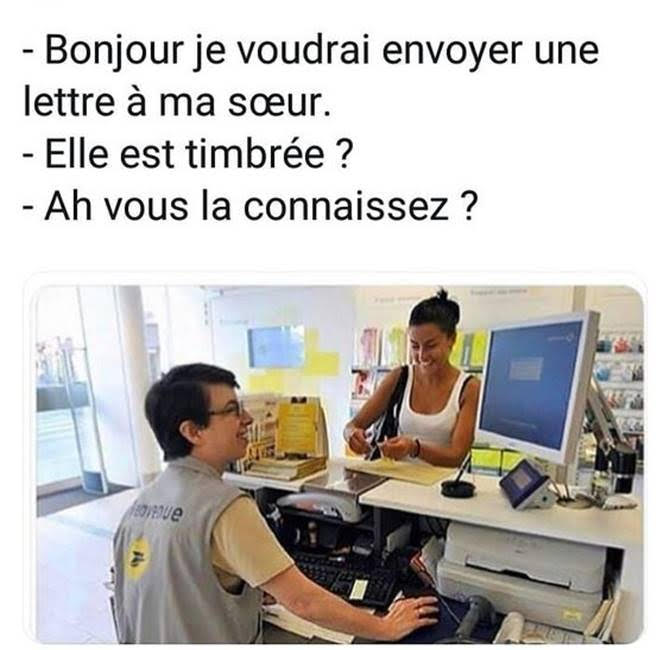 - Bonjour je voudrai envoyer une
lettre à ma sœur.
- Elle est timbrée ?
- Ah vous la connaissez ?